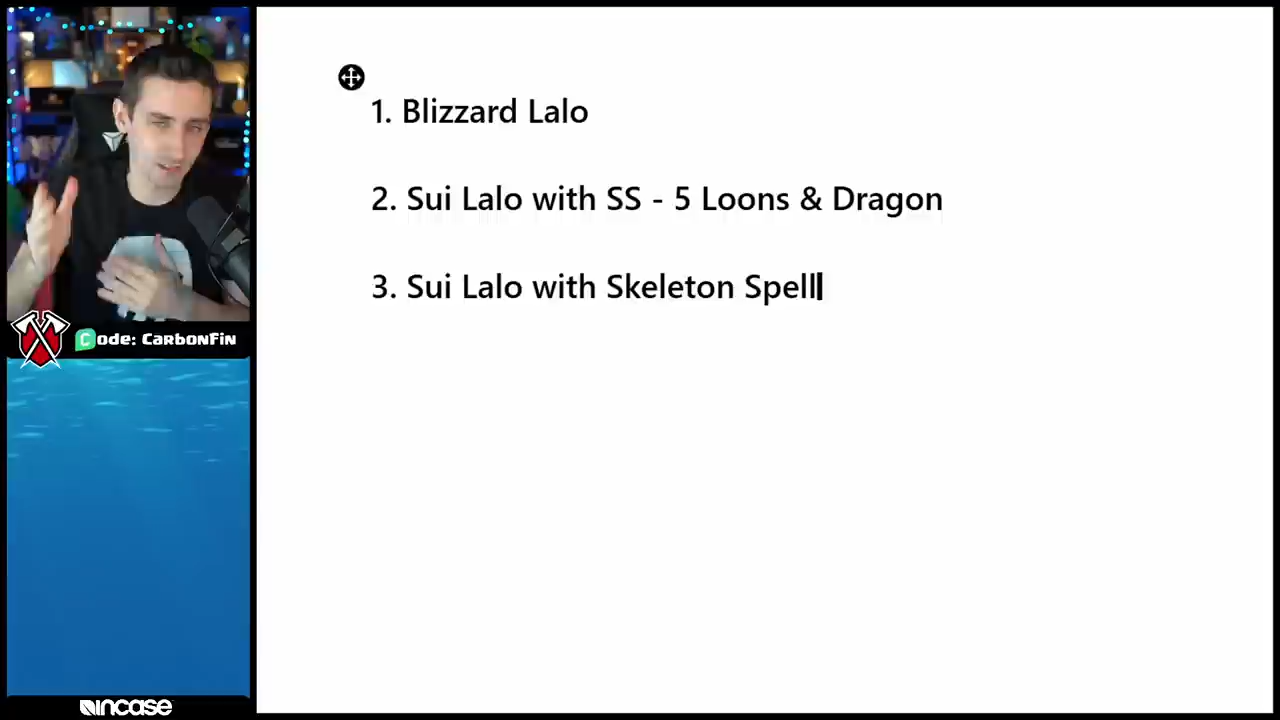 1. Blizzard Lalo
2. Sui Lalo with SS - 5 Loons & Dragon
3. Sui Lalo with Skeleton Spell
Code: CarbonFin
incase